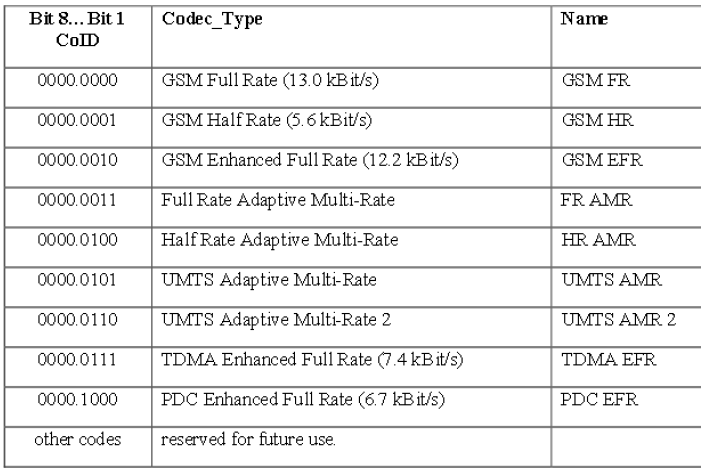 Bit 8...Bit 1 Codec_Type Name
CoID
0000.0000 GSM Full Rate (13.0 kBit/s) GSM FR
0000.0001 GSM Half Rate (5.6 kBit/s) GSM HR
0000.0010 GSM Enhanced Full Rate (12.2 kBit/s) GSM EFR
0000.0011 Full Rate Adaptive Multi-Rate FR AMR
0000.0100 Half Rate Adaptive Multi-Rate HR AMR
0000.0101 UMTS Adaptive Multi-Rate UMTS AMR
0000.0110 UMTS Adaptive Multi-Rate 2 UMTS AMR 2
0000.0111 TDMA Enhanced Full Rate (7.4 kBit/s) TDMA EFR
0000.1000 PDC Enhanced Full Rate (6.7 kBit/s) PDC EFR
other codes reserved for future use.